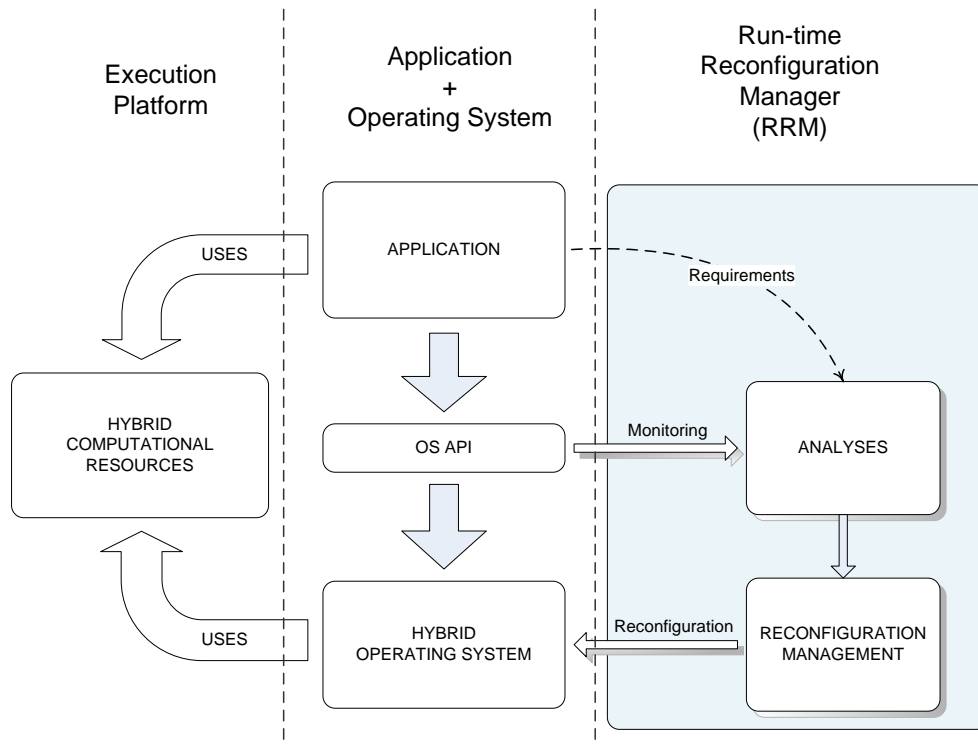 Execution
Platform
Application
+
Operating System
Run-time
Reconfiguration
Manager
(RRM)
USES
APPLICATION
Requirements
HYBRID
COMPUTATIONAL
RESOURCES
OS API
Monitoring
ANALYSES
USES
HYBRID
OPERATING SYSTEM
Reconfiguration
RECONFIGURATION
MANAGEMENT